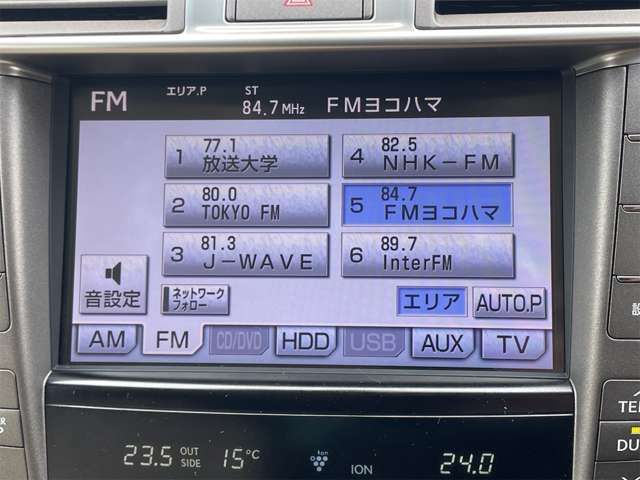 FM エリア.P ST 84.7MHz FMヨコハマ
1 77.1 放送大学
4 82.5 NHK-FM
2 80.0 TOKYO FM
5 84.7 FMヨコハマ
3 81.3 J-WAVE
6 89.7 InterFM
音設定
ネットワーク
フォロー
エリア AUTO.P
AM FM CD/DVD HDD USB AUX TV
23.5 OUT SIDE 15°C ion ION 24.0